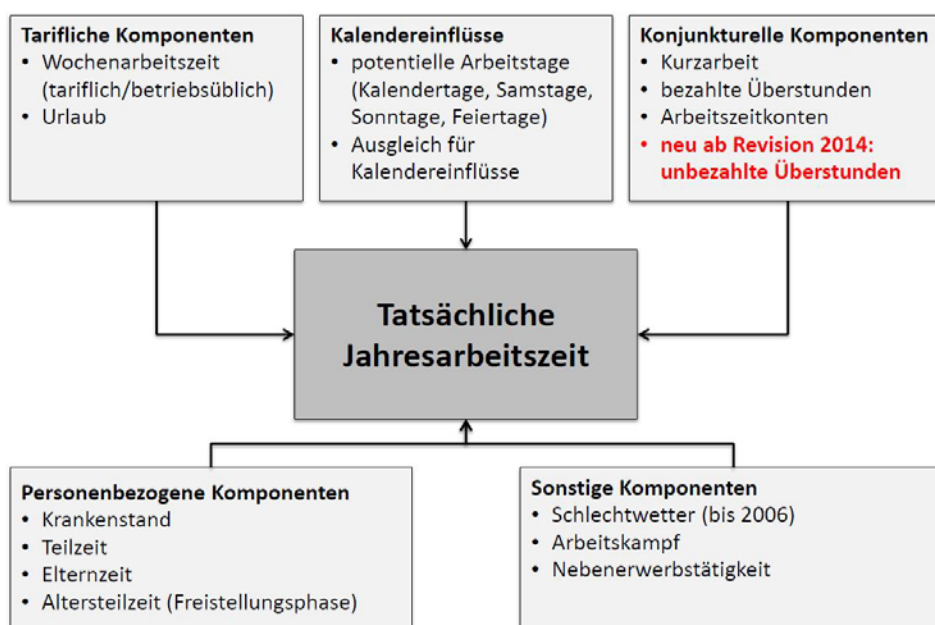 Tarifliche Komponenten
• Wochenarbeitszeit
(tariflich/betriebsüblich)
• Urlaub
Kalendereinflüsse
• potentielle Arbeitstage
(Kalendertage, Samstage,
Sonntage, Feiertage)
• Ausgleich für
Kalendereinflüsse
Konjunkturelle Komponenten
• Kurzarbeit
• bezahlte Überstunden
• Arbeitszeitkonten
• neu ab Revision 2014:
unbezahlte Überstunden
Tatsächliche
Jahresarbeitszeit
Personenbezogene Komponenten
• Krankenstand
• Teilzeit
• Elternzeit
• Altersteilzeit (Freistellungsphase)
Sonstige Komponenten
• Schlechtwetter (bis 2006)
• Arbeitskampf
• Nebenerwerbstätigkeit